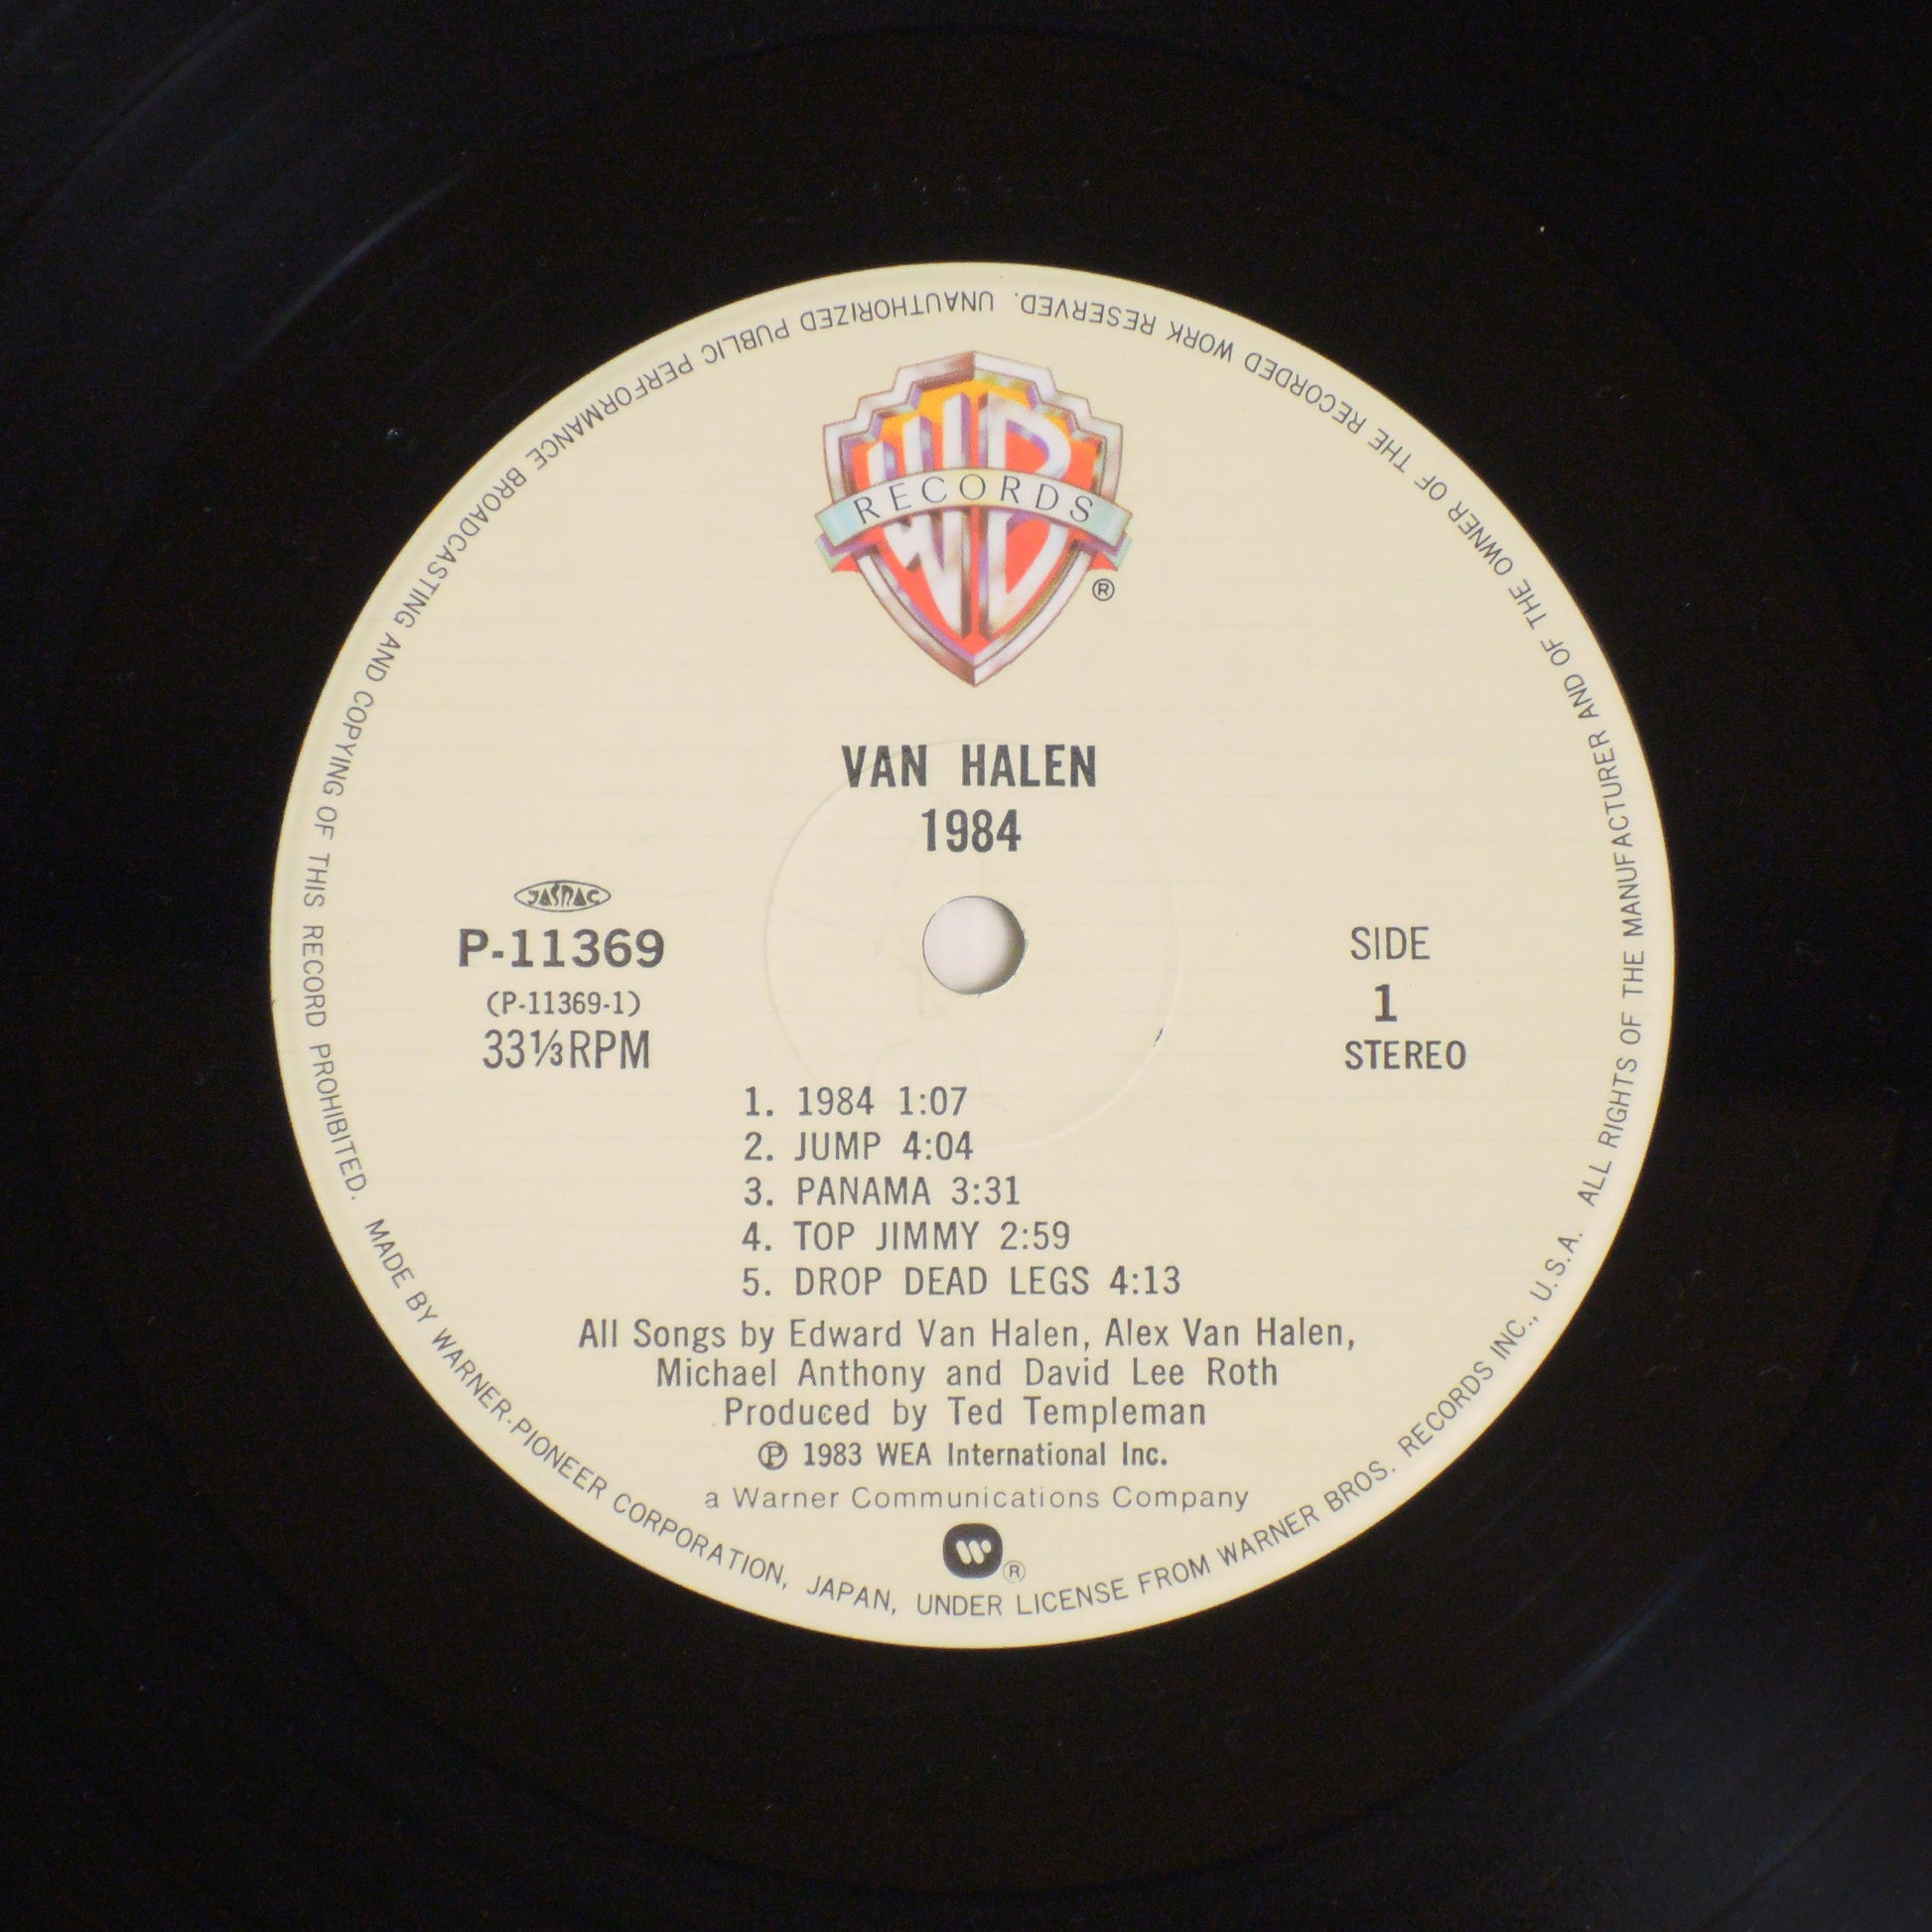 WB
RECORDS
®
VAN HALEN
1984
JASRAC
P-11369
(P-11369-1)
33⅓RPM
SIDE
1
STEREO
1. 1984 1:07
2. JUMP 4:04
3. PANAMA 3:31
4. TOP JIMMY 2:59
5. DROP DEAD LEGS 4:13
All Songs by Edward Van Halen, Alex Van Halen,
Michael Anthony and David Lee Roth
Produced by Ted Templeman
Ⓟ 1983 WEA International Inc.
a Warner Communications Company
W®
MADE BY WARNER-PIONEER CORPORATION, JAPAN, UNDER LICENSE FROM WARNER BROS. RECORDS INC., U.S.A. ALL RIGHTS OF THE MANUFACTURER AND OF THE OWNER OF THE RECORDED WORK RESERVED. UNAUTHORIZED PUBLIC PERFORMANCE BROADCASTING AND COPYING OF THIS RECORD PROHIBITED.